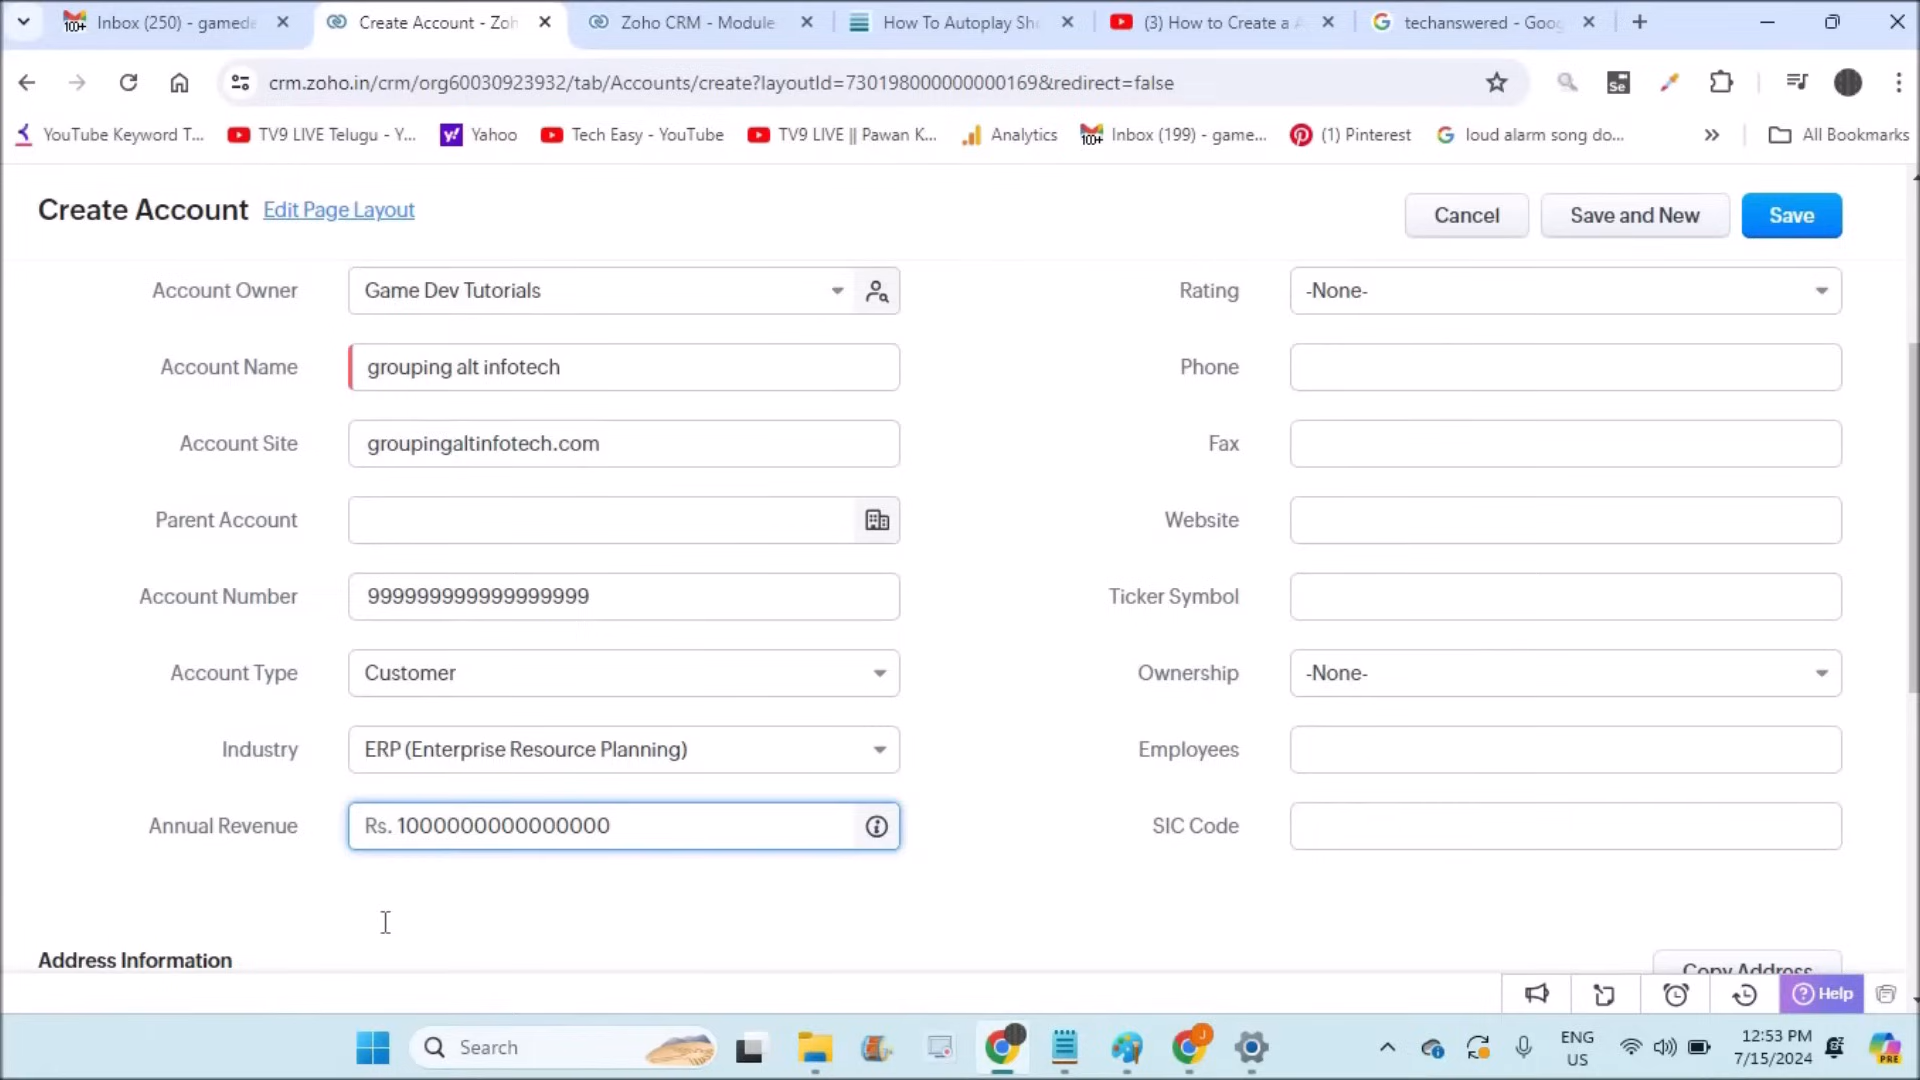 Inbox (250) - gamede
Create Account - Zoh
Zoho CRM - Module
How To Autoplay Sh
(3) How to Create a
techanswered - Goog
crm.zoho.in/crm/org60030923932/tab/Accounts/create?layoutId=730198000000000169&redirect=false
YouTube Keyword T...
TV9 LIVE Telugu - Y...
Yahoo
Tech Easy - YouTube
TV9 LIVE || Pawan K...
Analytics
Inbox (199) - game...
(1) Pinterest
loud alarm song do...
All Bookmarks
Create Account Edit Page Layout
Cancel
Save and New
Save
Account Owner
Game Dev Tutorials
Rating
-None-
Account Name
grouping alt infotech
Phone
Account Site
groupingaltinfotech.com
Fax
Parent Account
Website
Account Number
999999999999999999
Ticker Symbol
Account Type
Customer
Ownership
-None-
Industry
ERP (Enterprise Resource Planning)
Employees
Annual Revenue
Rs. 1000000000000000
SIC Code
Address Information
Copy Address
Help
Search
ENG
US
12:53 PM
7/15/2024